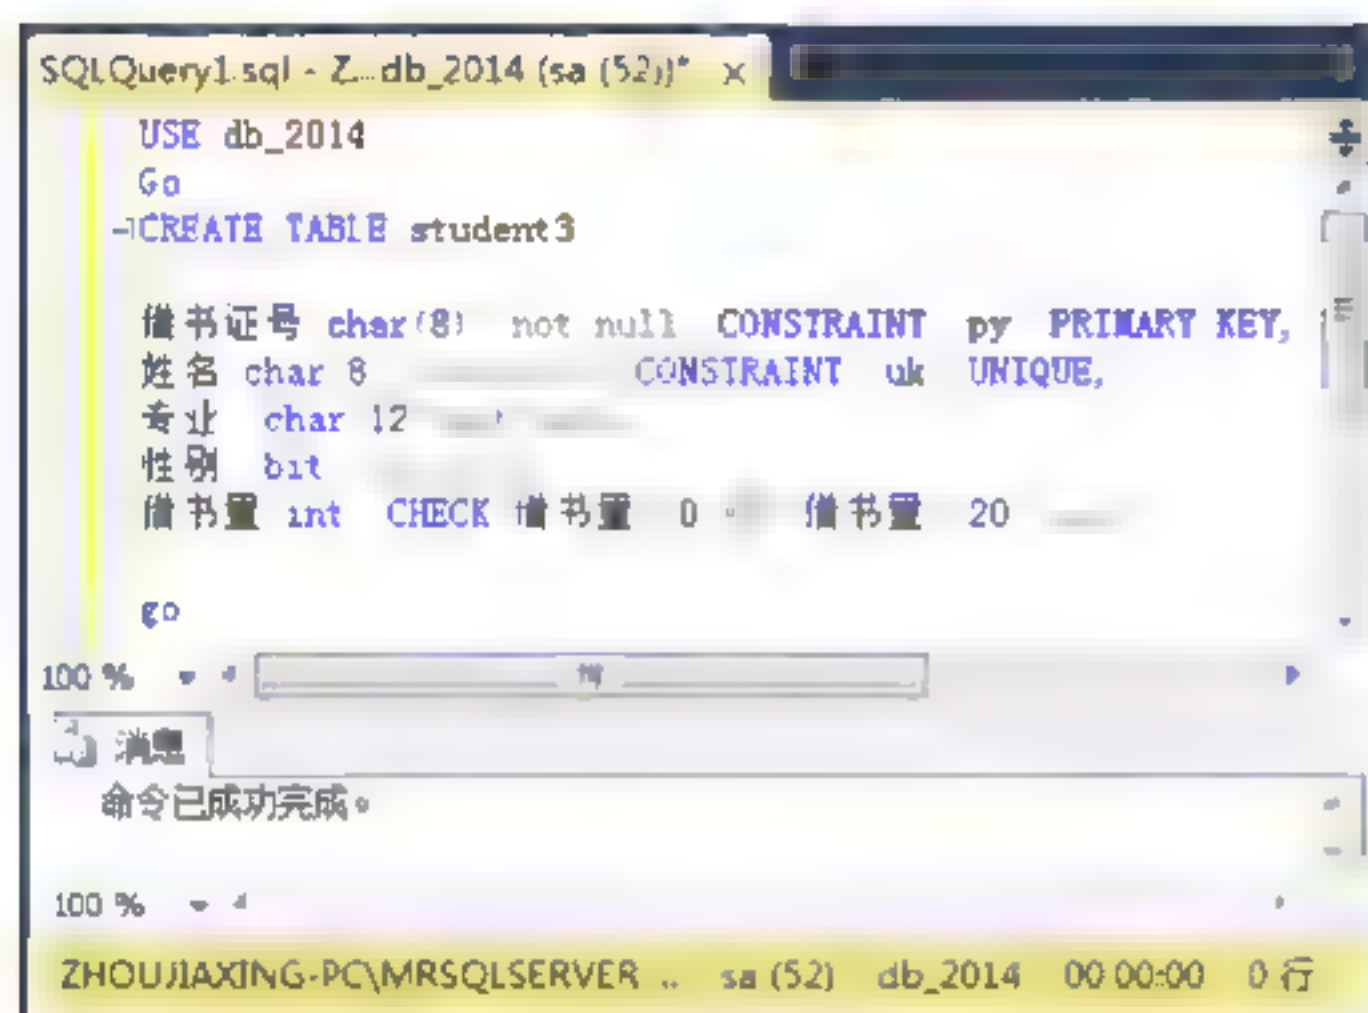 SQLQuery1.sql - Z...db_2014 (sa (52))* ×
USE db_2014
Go
CREATE TABLE student3
借书证号 char(8) not null CONSTRAINT py PRIMARY KEY,
姓名 char 8 CONSTRAINT uk UNIQUE,
专业 char 12
性别 bit
借书量 int CHECK 借书量 0 借书量 20
go
100 %
消息
命令已成功完成。
100 %
ZHOUJIAXING-PC\MRSQLSERVER .. sa (52) db_2014 00:00:00 0 行